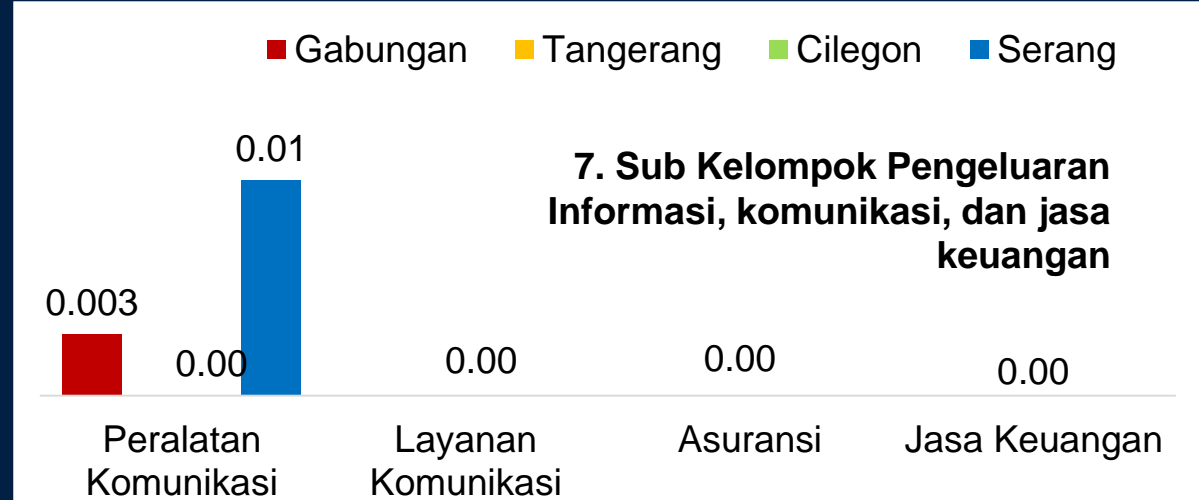 Gabungan Tangerang Cilegon Serang
7. Sub Kelompok Pengeluaran
Informasi, komunikasi, dan jasa
keuangan
0.01
0.003
0.00
0.00
0.00
0.00
Peralatan
Komunikasi
Layanan
Komunikasi
Asuransi
Jasa Keuangan